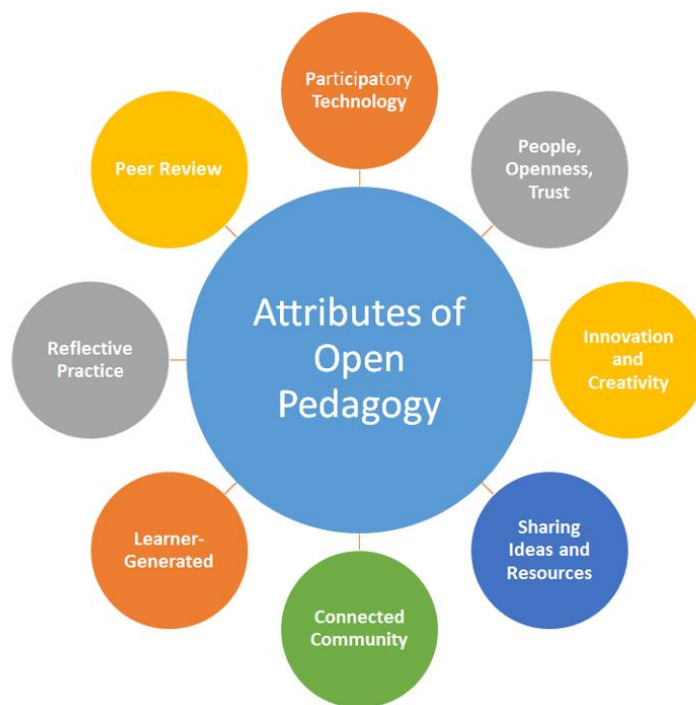 Participatory
Technology
People,
Openness,
Trust
Innovation
and
Creativity
Sharing
Ideas and
Resources
Connected
Community
Learner-
Generated
Reflective
Practice
Peer Review
Attributes of
Open
Pedagogy